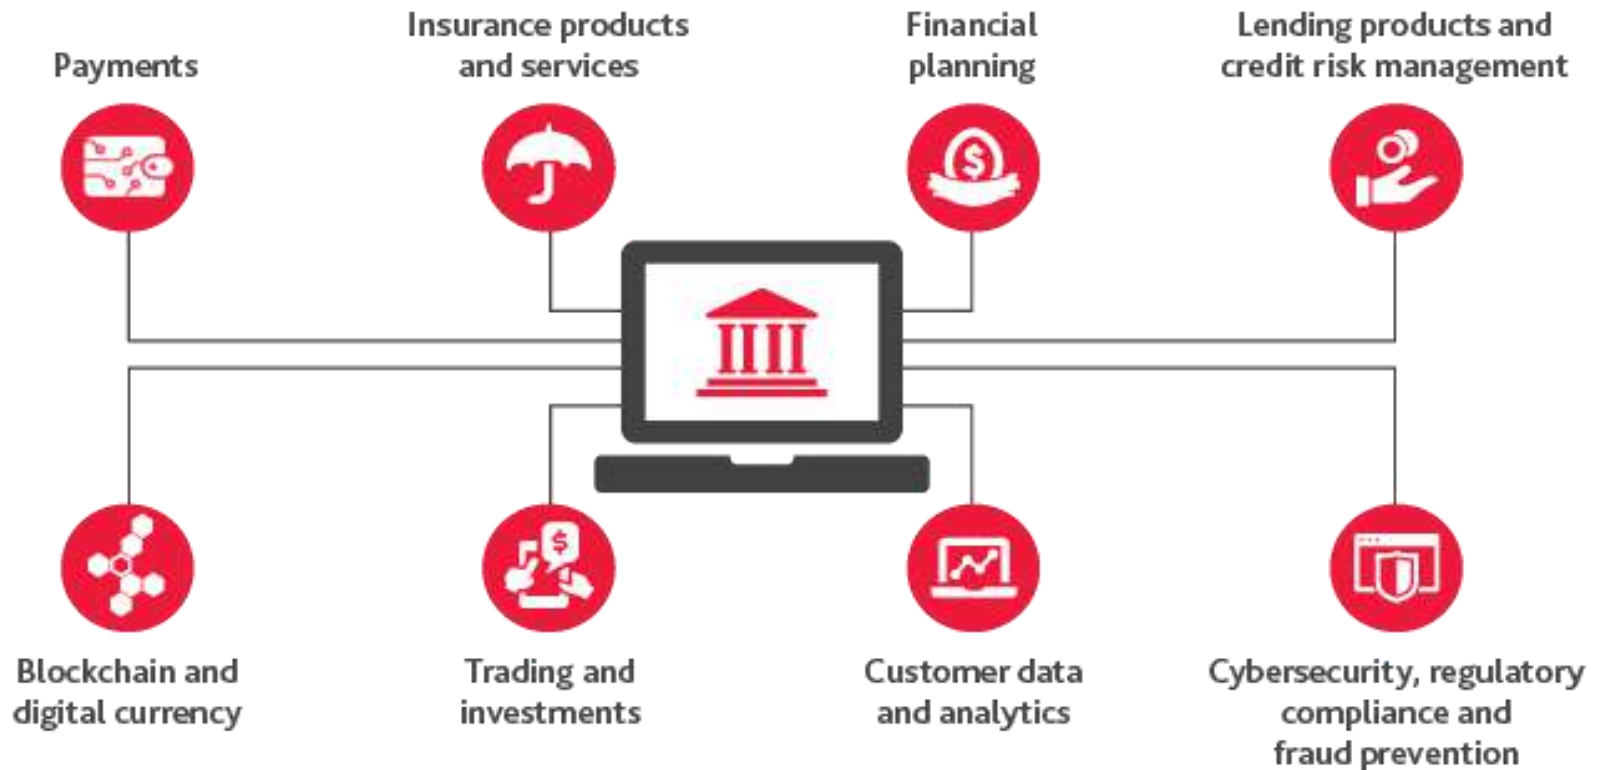 Payments
Insurance products
and services
Financial
planning
Lending products and
credit risk management
$
$
Blockchain and
digital currency
Trading and
investments
Customer data
and analytics
Cybersecurity, regulatory
compliance and
fraud prevention